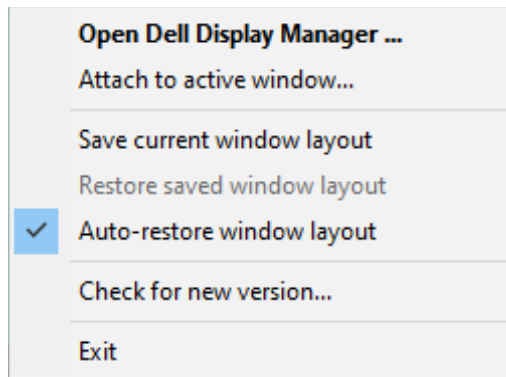 Open Dell Display Manager ...
Attach to active window...
Save current window layout
Restore saved window layout
Auto-restore window layout
Check for new version...
Exit